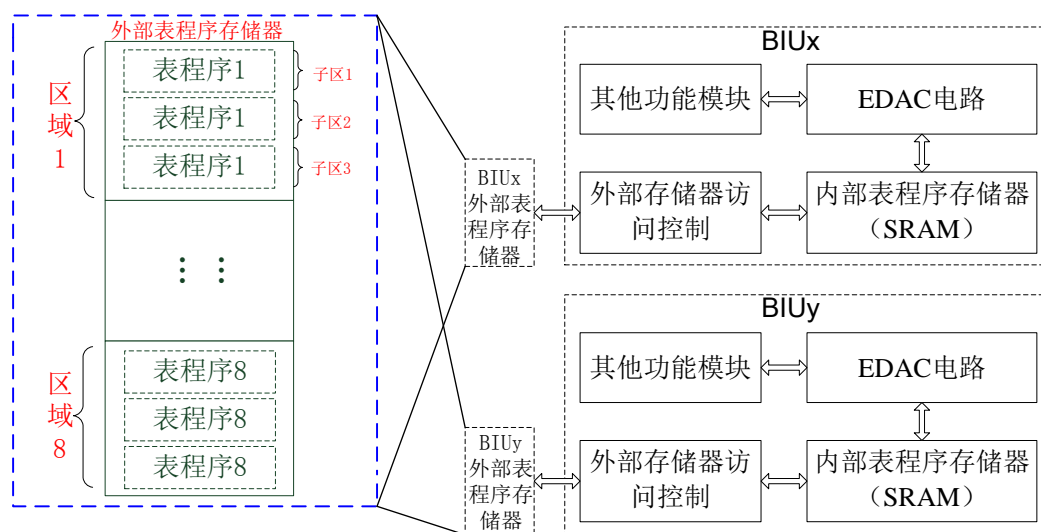 外部表程序存储器
区域1
表程序1
子区1
表程序1
子区2
表程序1
子区3
区域8
表程序8
表程序8
表程序8
BIUx
外部表
程序存
储器
BIUx
其他功能模块
EDAC电路
外部存储器访
问控制
内部表程序存储器
（SRAM）
BIUy
外部表
程序存
储器
BIUy
其他功能模块
EDAC电路
外部存储器访
问控制
内部表程序存储器
（SRAM）